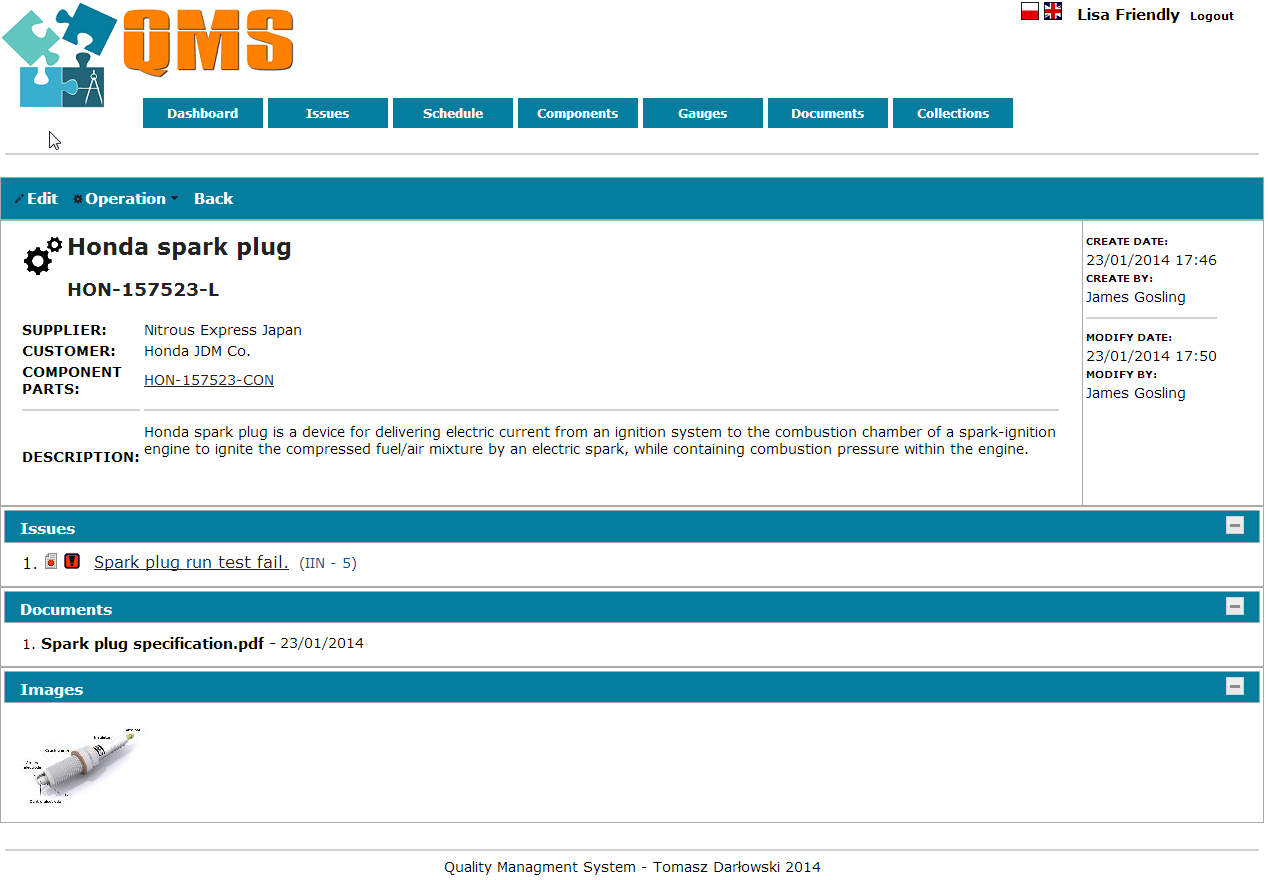 QMS
Lisa Friendly Logout
Dashboard Issues Schedule Components Gauges Documents Collections
Edit Operation Back
Honda spark plug
HON-157523-L
SUPPLIER: Nitrous Express Japan
CUSTOMER: Honda JDM Co.
COMPONENT PARTS: HON-157523-CON
DESCRIPTION: Honda spark plug is a device for delivering electric current from an ignition system to the combustion chamber of a spark-ignition
engine to ignite the compressed fuel/air mixture by an electric spark, while containing combustion pressure within the engine.
CREATE DATE:
23/01/2014 17:46
CREATE BY:
James Gosling
MODIFY DATE:
23/01/2014 17:50
MODIFY BY:
James Gosling
Issues
1. Spark plug run test fail. (IIN - 5)
Documents
1. Spark plug specification.pdf - 23/01/2014
Images
Insulator
Quality Managment System - Tomasz Darłowski 2014